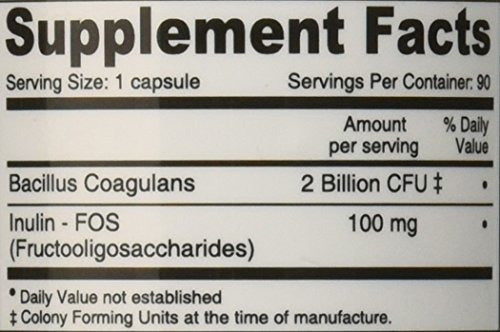 Supplement Facts
Serving Size: 1 capsule Servings Per Container: 90
Amount per serving % Daily Value
Bacillus Coagulans 2 Billion CFU ‡ •
Inulin - FOS 100 mg •
(Fructooligosaccharides)
• Daily Value not established
‡ Colony Forming Units at the time of manufacture.